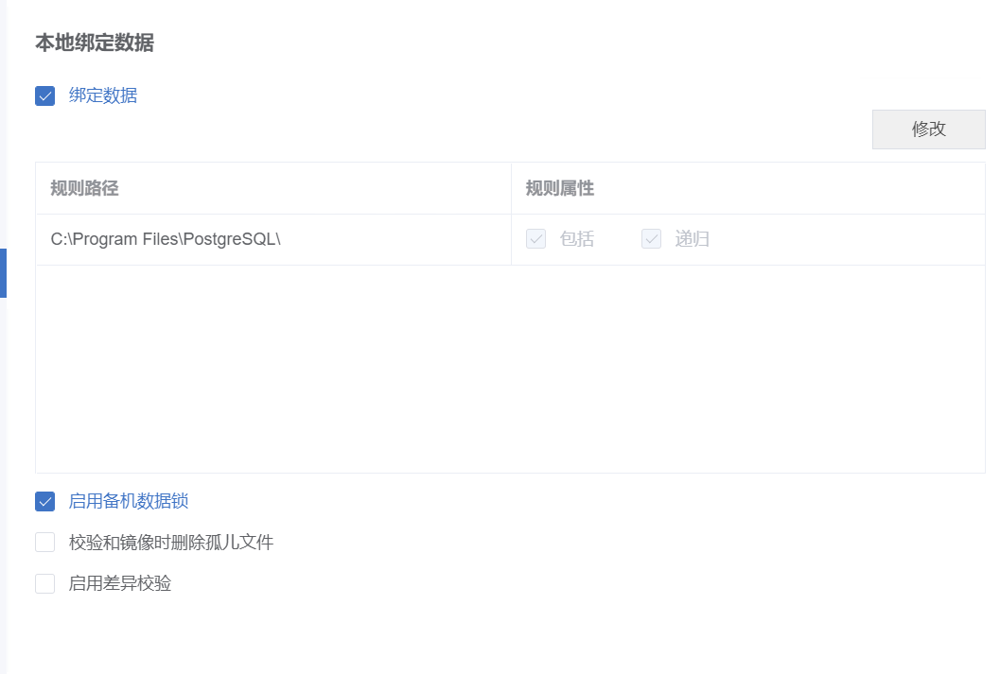 本地绑定数据
绑定数据
修改
规则路径 规则属性
C:\Program Files\PostgreSQL\ 包括 递归
启用备机数据锁
校验和镜像时删除孤儿文件
启用差异校验